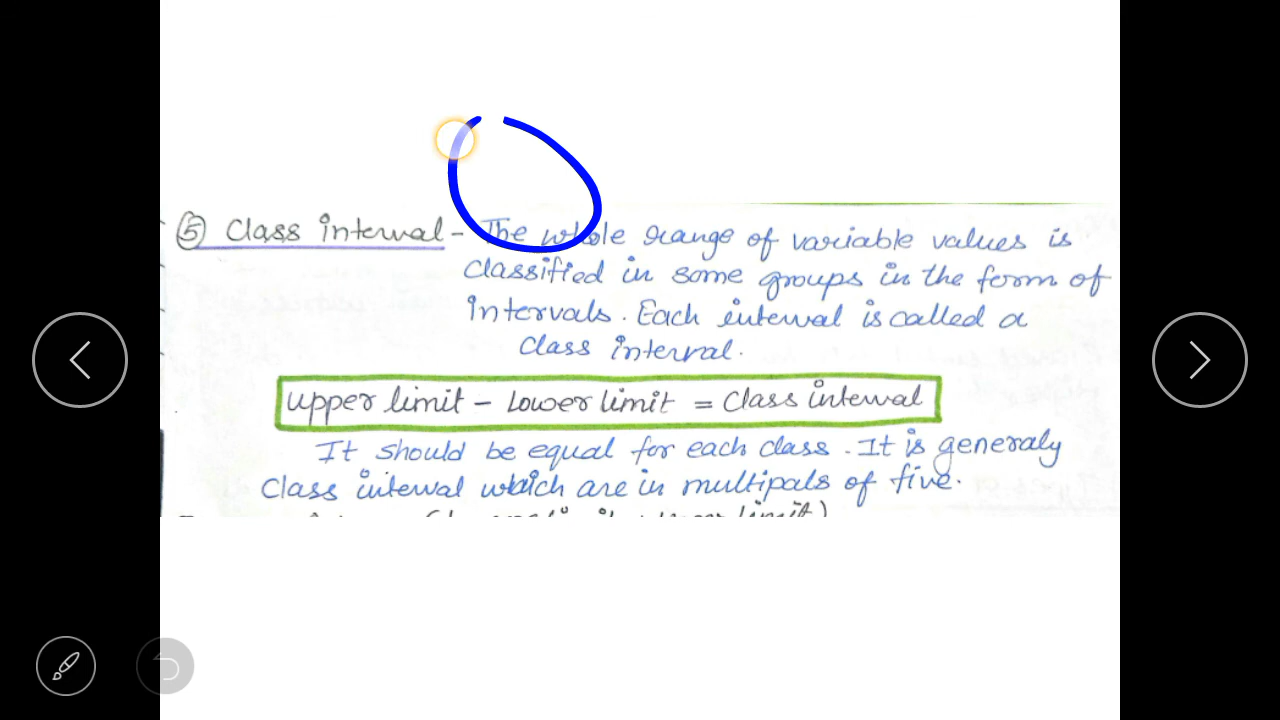 ⑤ Class interval - The whole range of variable values is
classified in some groups in the form of
intervals. Each interval is called a
class interval.
upper limit - Lower limit = Class interval
It should be equal for each class. It is generaly
Class interval which are in multipals of five.
limit)